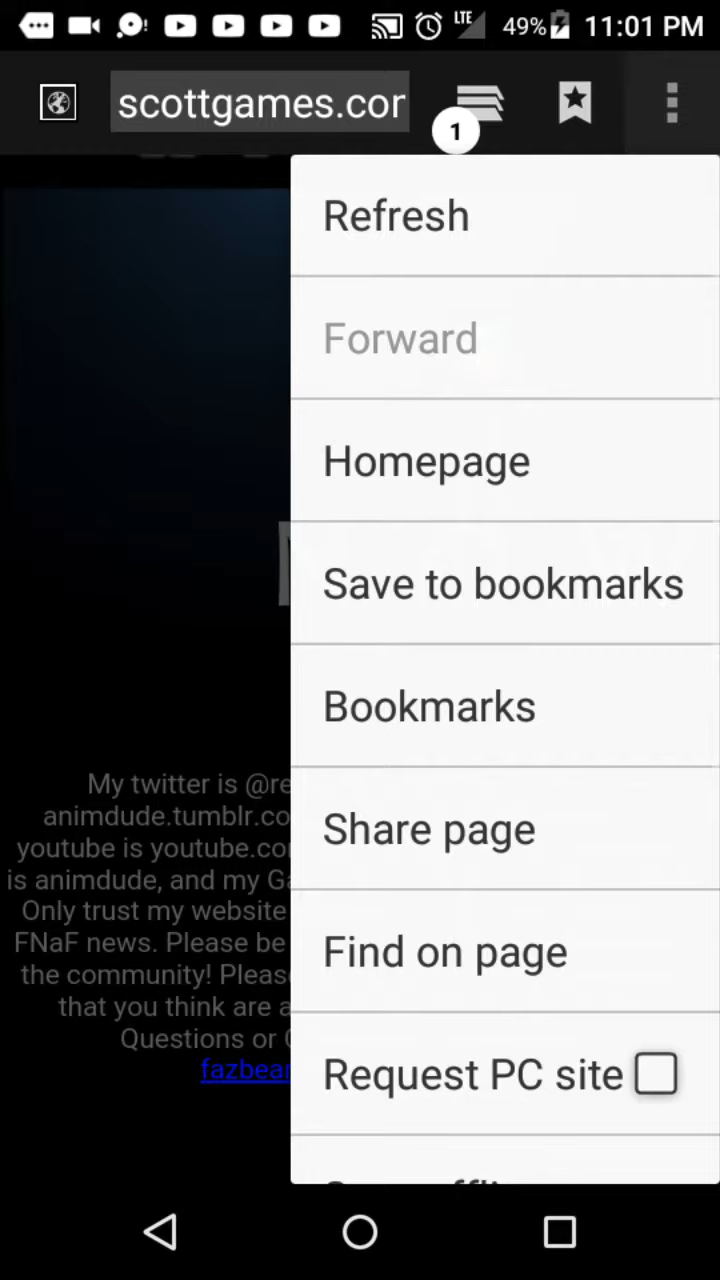 LTE 49% 11:01 PM
scottgames.cor
1
Refresh
Forward
Homepage
Save to bookmarks
Bookmarks
Share page
Find on page
Request PC site
My twitter is @re
animdude.tumblr.co
youtube is youtube.co
is animdude, and my Ga
Only trust my website
FNaF news. Please be
the community! Pleas
that you think are a
Questions or
fazbear